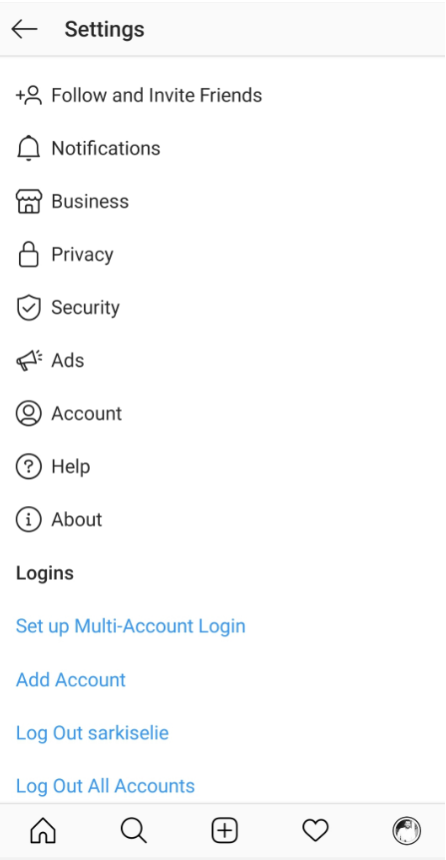 Settings
Follow and Invite Friends
Notifications
Business
Privacy
Security
Ads
Account
Help
About
Logins
Set up Multi-Account Login
Add Account
Log Out sarkiselie
Log Out All Accounts